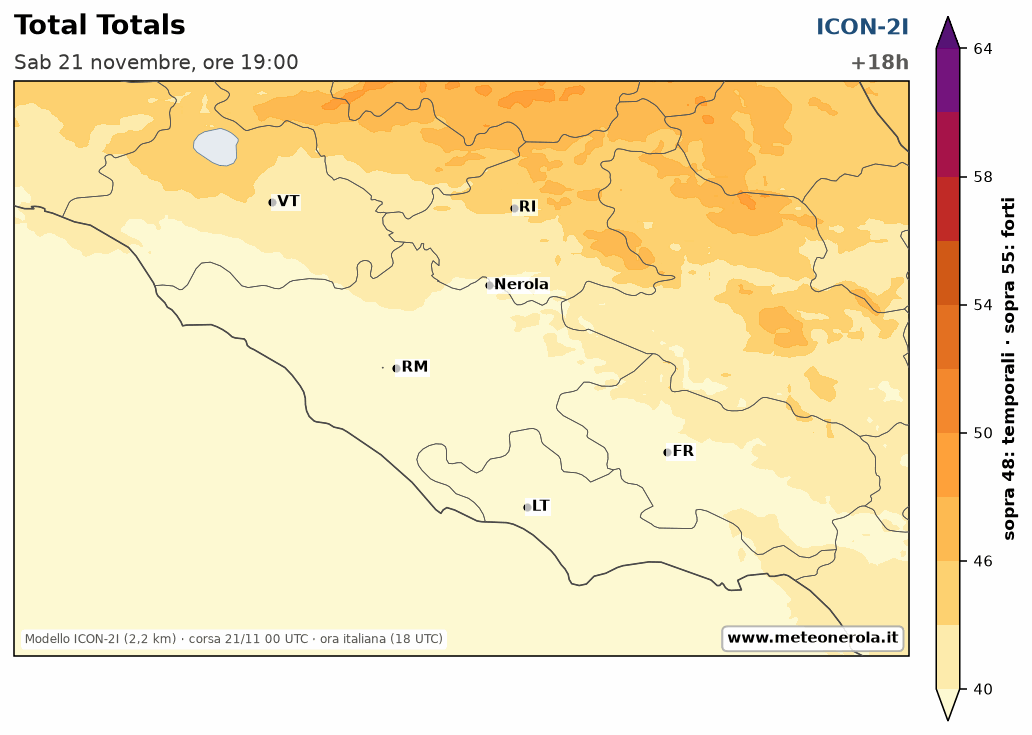 Total Totals
ICON-2I
Sab 21 novembre, ore 19:00
+18h
64
58
54
50
46
40
sopra 48: temporali · sopra 55: forti
VT
RI
Nerola
RM
FR
LT
Modello ICON-2I (2,2 km) · corsa 21/11 00 UTC · ora italiana (18 UTC)
www.meteonerola.it